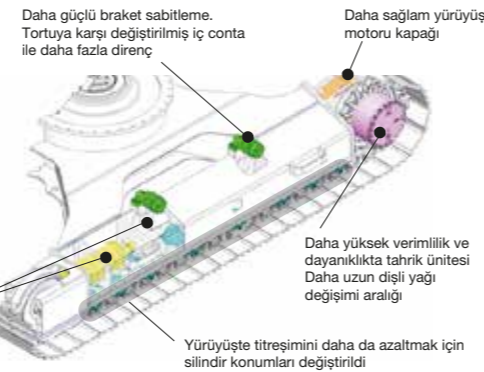 Daha güçlü braket sabitleme.
Tortuya karşı değiştirilmiş iç conta
ile daha fazla direnç
Daha sağlam yürüyüş
motoru kapağı
Daha yüksek verimlilik ve
dayanıklıkta tahrik ünitesi
Daha uzun dişli yağı
değişimi aralığı
Yürüyüşte titreşimini daha da azaltmak için
silindir konumları değiştirildi